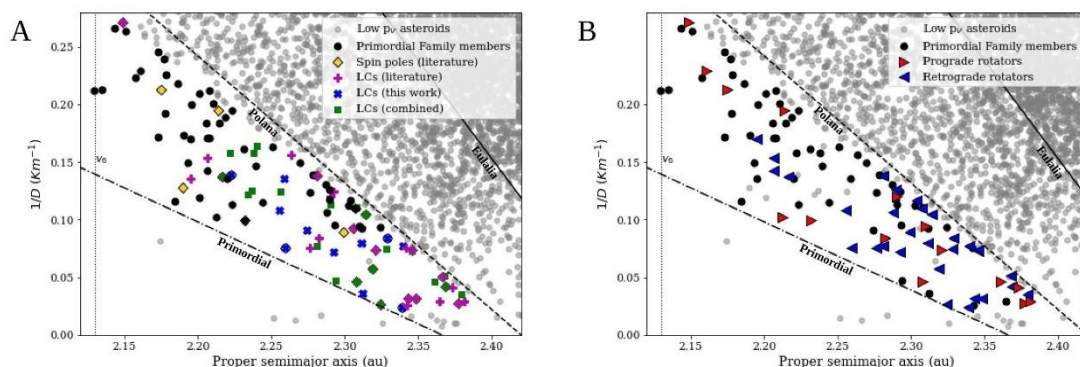 A
Low pᵥ asteroids
Primordial Family members
Spin poles (literature)
LCs (literature)
LCs (this work)
LCs (combined)
Polana
Eulalia
Primordial
ν₆
0.25
0.20
0.15
0.10
0.05
0.00
1/D (Km⁻¹)
2.15
2.20
2.25
2.30
2.35
2.40
Proper semimajor axis (au)
B
Low pᵥ asteroids
Primordial Family members
Prograde rotators
Retrograde rotators
Polana
Eulalia
Primordial
ν₆
0.25
0.20
0.15
0.10
0.05
0.00
1/D (Km⁻¹)
2.15
2.20
2.25
2.30
2.35
2.40
Proper semimajor axis (au)